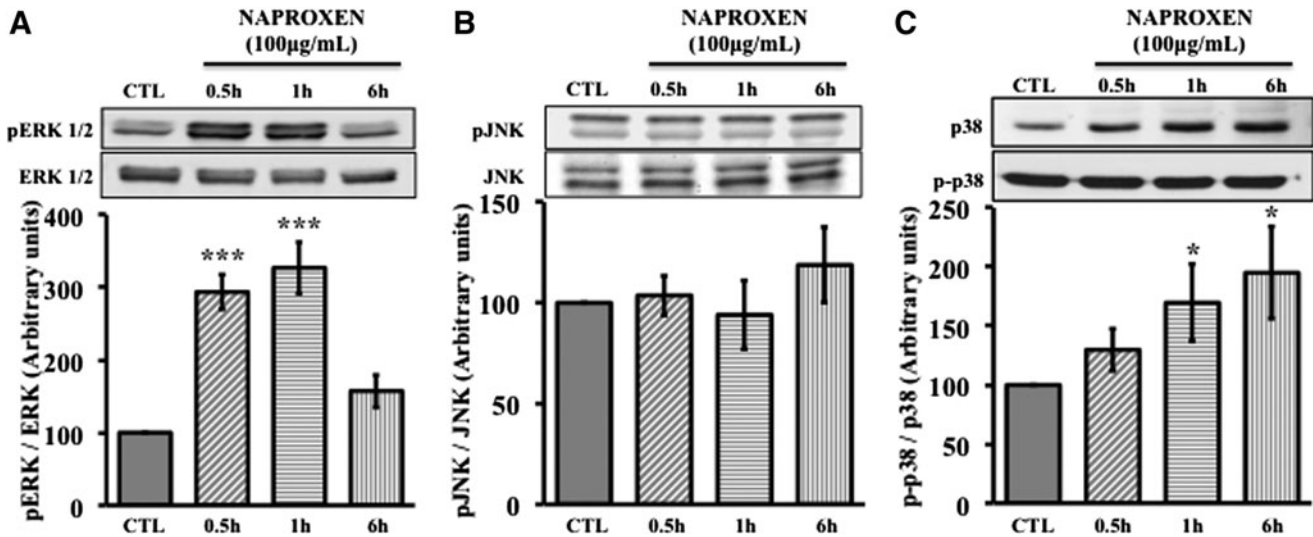 A
NAPROXEN
(100µg/mL)
CTL 0.5h 1h 6h
pERK 1/2
ERK 1/2
pERK / ERK (Arbitrary units)
400
300
200
100
0
***
***
CTL 0.5h 1h 6h
B
NAPROXEN
(100µg/mL)
CTL 0.5h 1h 6h
pJNK
JNK
pJNK / JNK (Arbitrary units)
150
100
50
0
CTL 0.5h 1h 6h
C
NAPROXEN
(100µg/mL)
CTL 0.5h 1h 6h
p38
p-p38
p-p38 / p38 (Arbitrary units)
250
200
150
100
50
0
*
*
CTL 0.5h 1h 6h